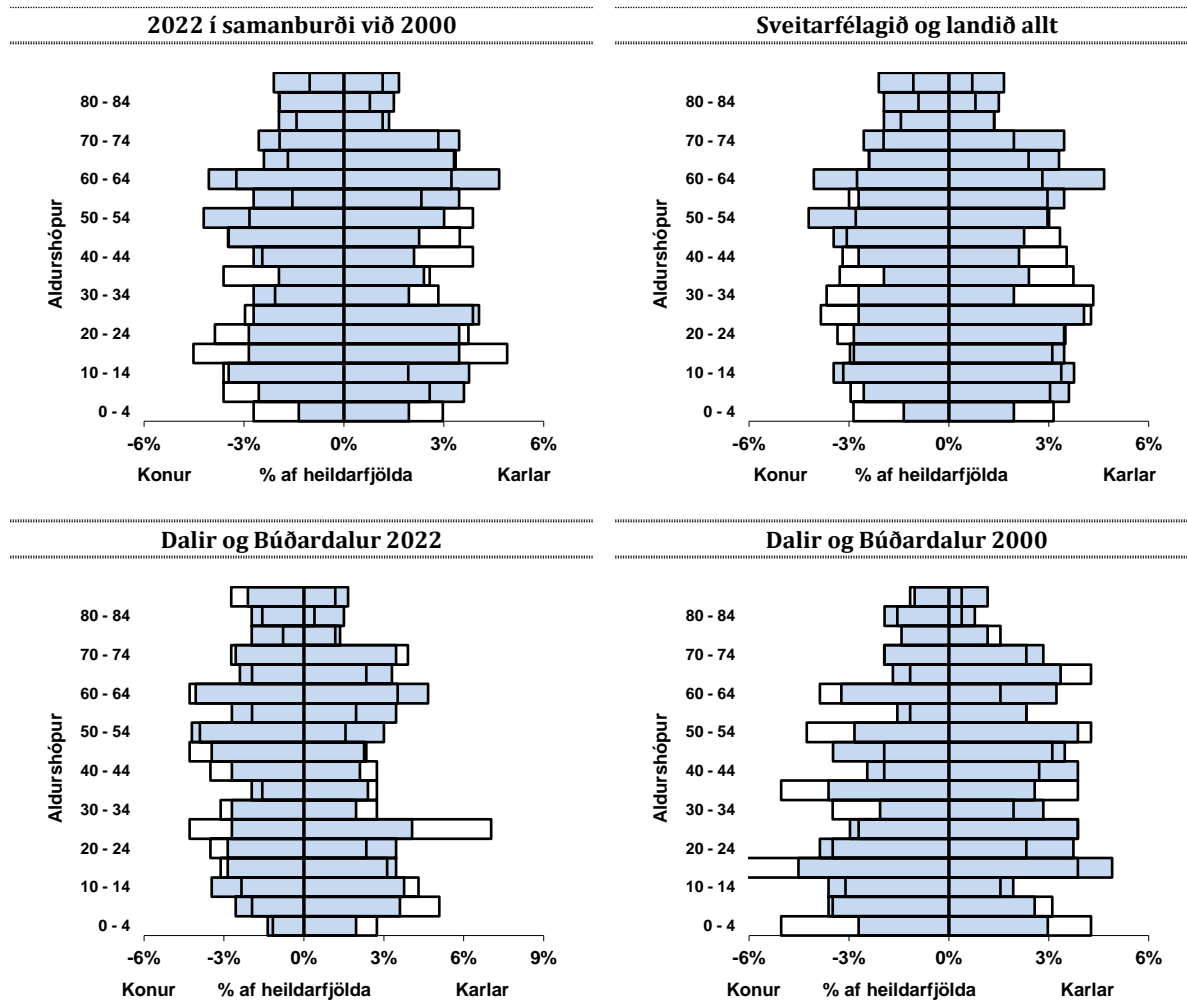 2022 í samanburði við 2000
80 - 84
70 - 74
60 - 64
50 - 54
40 - 44
30 - 34
20 - 24
10 - 14
0 - 4
Aldurshópur
-6% -3% 0% 3% 6%
Konur % af heildarfjölda Karlar
Sveitarfélagið og landið allt
80 - 84
70 - 74
60 - 64
50 - 54
40 - 44
30 - 34
20 - 24
10 - 14
0 - 4
Aldurshópur
-6% -3% 0% 3% 6%
Konur % af heildarfjölda Karlar
Dalir og Búðardalur 2022
80 - 84
70 - 74
60 - 64
50 - 54
40 - 44
30 - 34
20 - 24
10 - 14
0 - 4
Aldurshópur
-6% -3% 0% 3% 6% 9%
Konur % af heildarfjölda Karlar
Dalir og Búðardalur 2000
80 - 84
70 - 74
60 - 64
50 - 54
40 - 44
30 - 34
20 - 24
10 - 14
0 - 4
Aldurshópur
-6% -3% 0% 3% 6%
Konur % af heildarfjölda Karlar